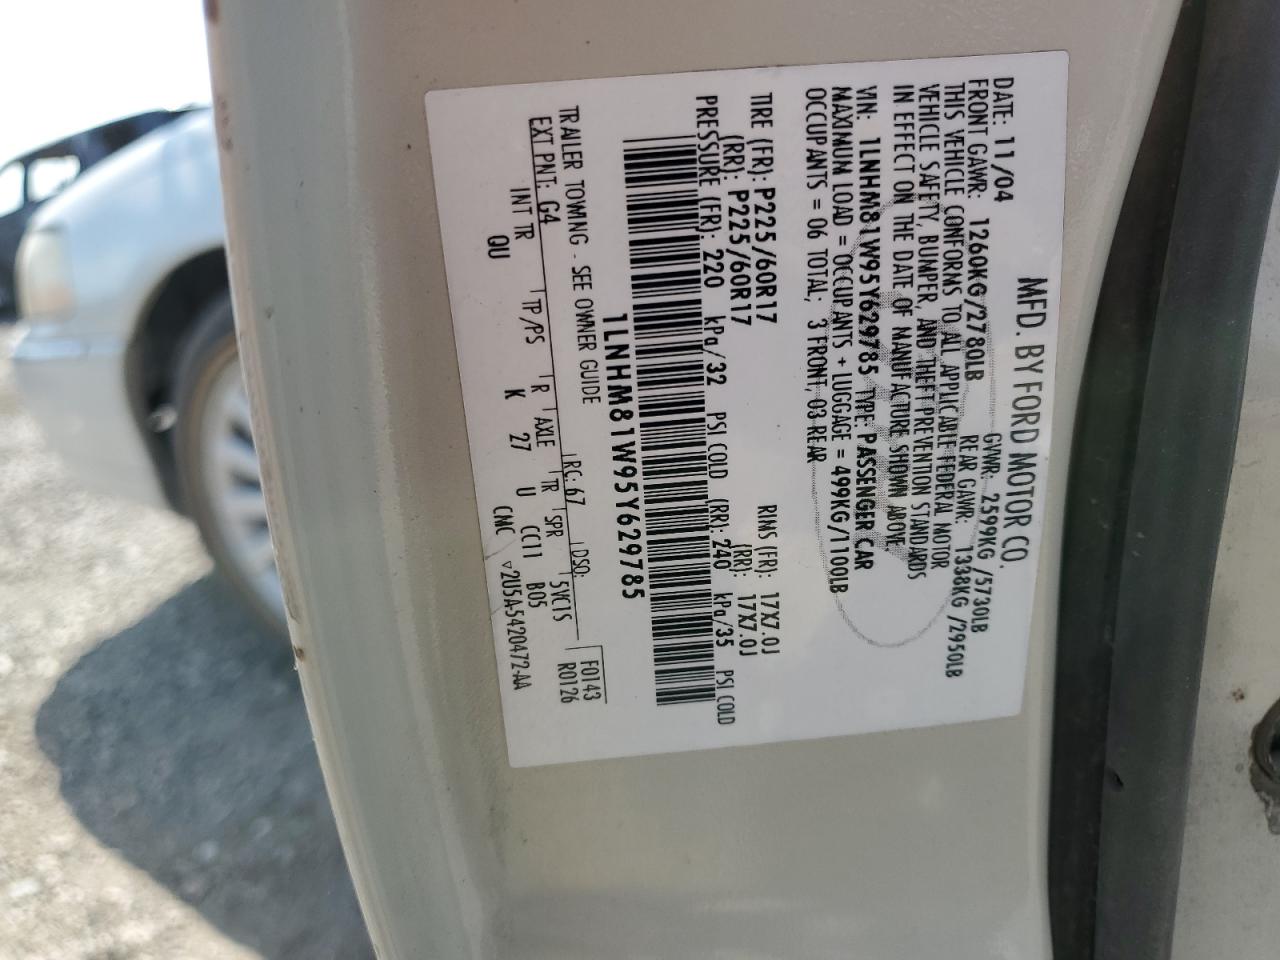 MFD. BY FORD MOTOR CO.
DATE: 11/04 GVWR: 2599KG /5730LB
FRONT GAWR: 1260KG/2780LB REAR GAWR: 1338KG /2950LB
THIS VEHICLE CONFORMS TO ALL APPLICABLE FEDERAL MOTOR
VEHICLE SAFETY, BUMPER, AND THEFT PREVENTION STANDARDS
IN EFFECT ON THE DATE OF MANUFACTURE SHOWN ABOVE.
VIN: 1LNHM81W95Y629785 TYPE: PASSENGER CAR
MAXIMUM LOAD = OCCUPANTS + LUGGAGE = 499KG/1100LB
OCCUPANTS = 06 TOTAL, 3 FRONT, 03 REAR
TIRE (FR): P225/60R17 RIMS (FR): 17X7.0J
(RR): P225/60R17 (RR): 17X7.0J
PRESSURE (FR): 220 kPa/32 PSI COLD (RR): 240 kPa/35 PSI COLD
1LNHM81W95Y629785
TRAILER TOWING - SEE OWNER GUIDE
F0143
EXT PNT: G4 RC: 67 DSO: R0126
INT TR TP/PS R AXLE TR SPR 5YC1S
QU K 27 U CC11 B05
CMC ▽2U5A-5420472-AA